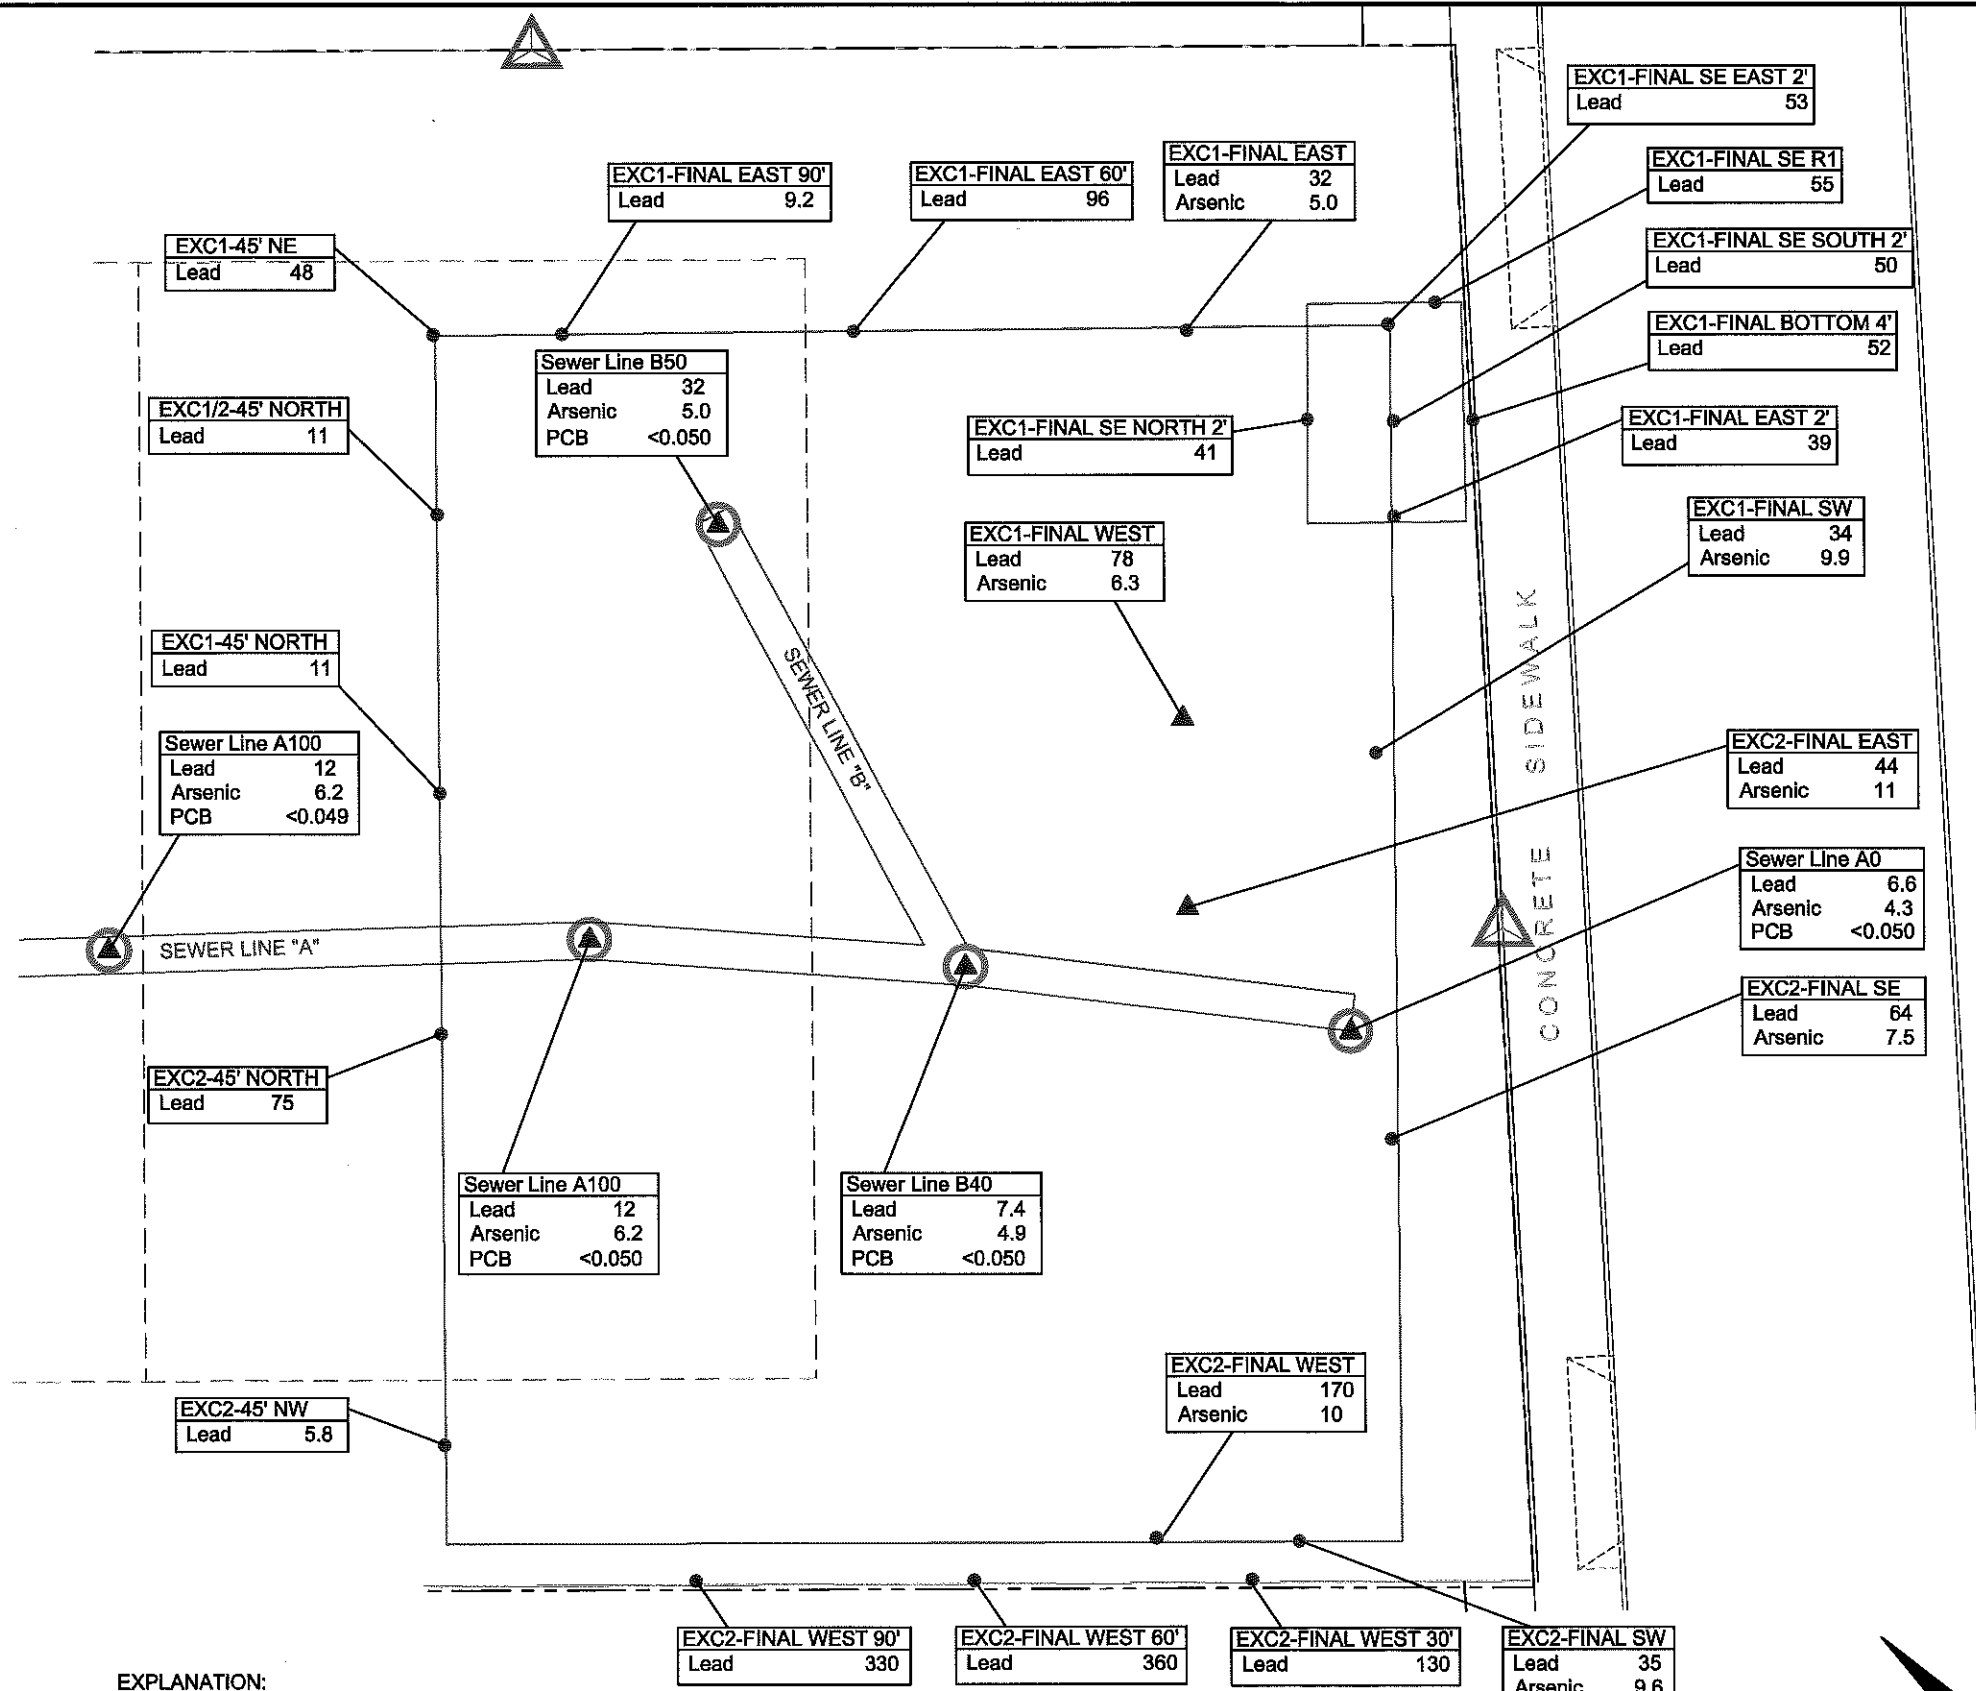 EXC1-FINAL SE EAST 2'
Lead 53
EXC1-FINAL EAST
Lead 32
Arsenic 5.0
EXC1-FINAL SE R1
Lead 55
EXC1-FINAL EAST 90'
Lead 9.2
EXC1-FINAL EAST 60'
Lead 96
EXC1-45' NE
Lead 48
EXC1-FINAL SE SOUTH 2'
Lead 50
EXC1-FINAL BOTTOM 4'
Lead 52
Sewer Line B50
Lead 32
Arsenic 5.0
PCB <0.050
EXC1/2-45' NORTH
Lead 11
EXC1-FINAL SE NORTH 2'
Lead 41
EXC1-FINAL EAST 2'
Lead 39
EXC1-FINAL SW
Lead 34
Arsenic 9.9
EXC1-FINAL WEST
Lead 78
Arsenic 6.3
EXC1-45' NORTH
Lead 11
SEWER LINE "B"
CONCRETE SIDEWALK
Sewer Line A100
Lead 12
Arsenic 6.2
PCB <0.049
EXC2-FINAL EAST
Lead 44
Arsenic 11
Sewer Line A0
Lead 6.6
Arsenic 4.3
PCB <0.050
SEWER LINE "A"
EXC2-FINAL SE
Lead 64
Arsenic 7.5
EXC2-45' NORTH
Lead 75
Sewer Line A100
Lead 12
Arsenic 6.2
PCB <0.050
Sewer Line B40
Lead 7.4
Arsenic 4.9
PCB <0.050
EXC2-FINAL WEST
Lead 170
Arsenic 10
EXC2-45' NW
Lead 5.8
EXC2-FINAL WEST 90'
Lead 330
EXC2-FINAL WEST 60'
Lead 360
EXC2-FINAL WEST 30'
Lead 130
EXC2-FINAL SW
Lead 35
Arsenic 9.6
EXPLANATION: